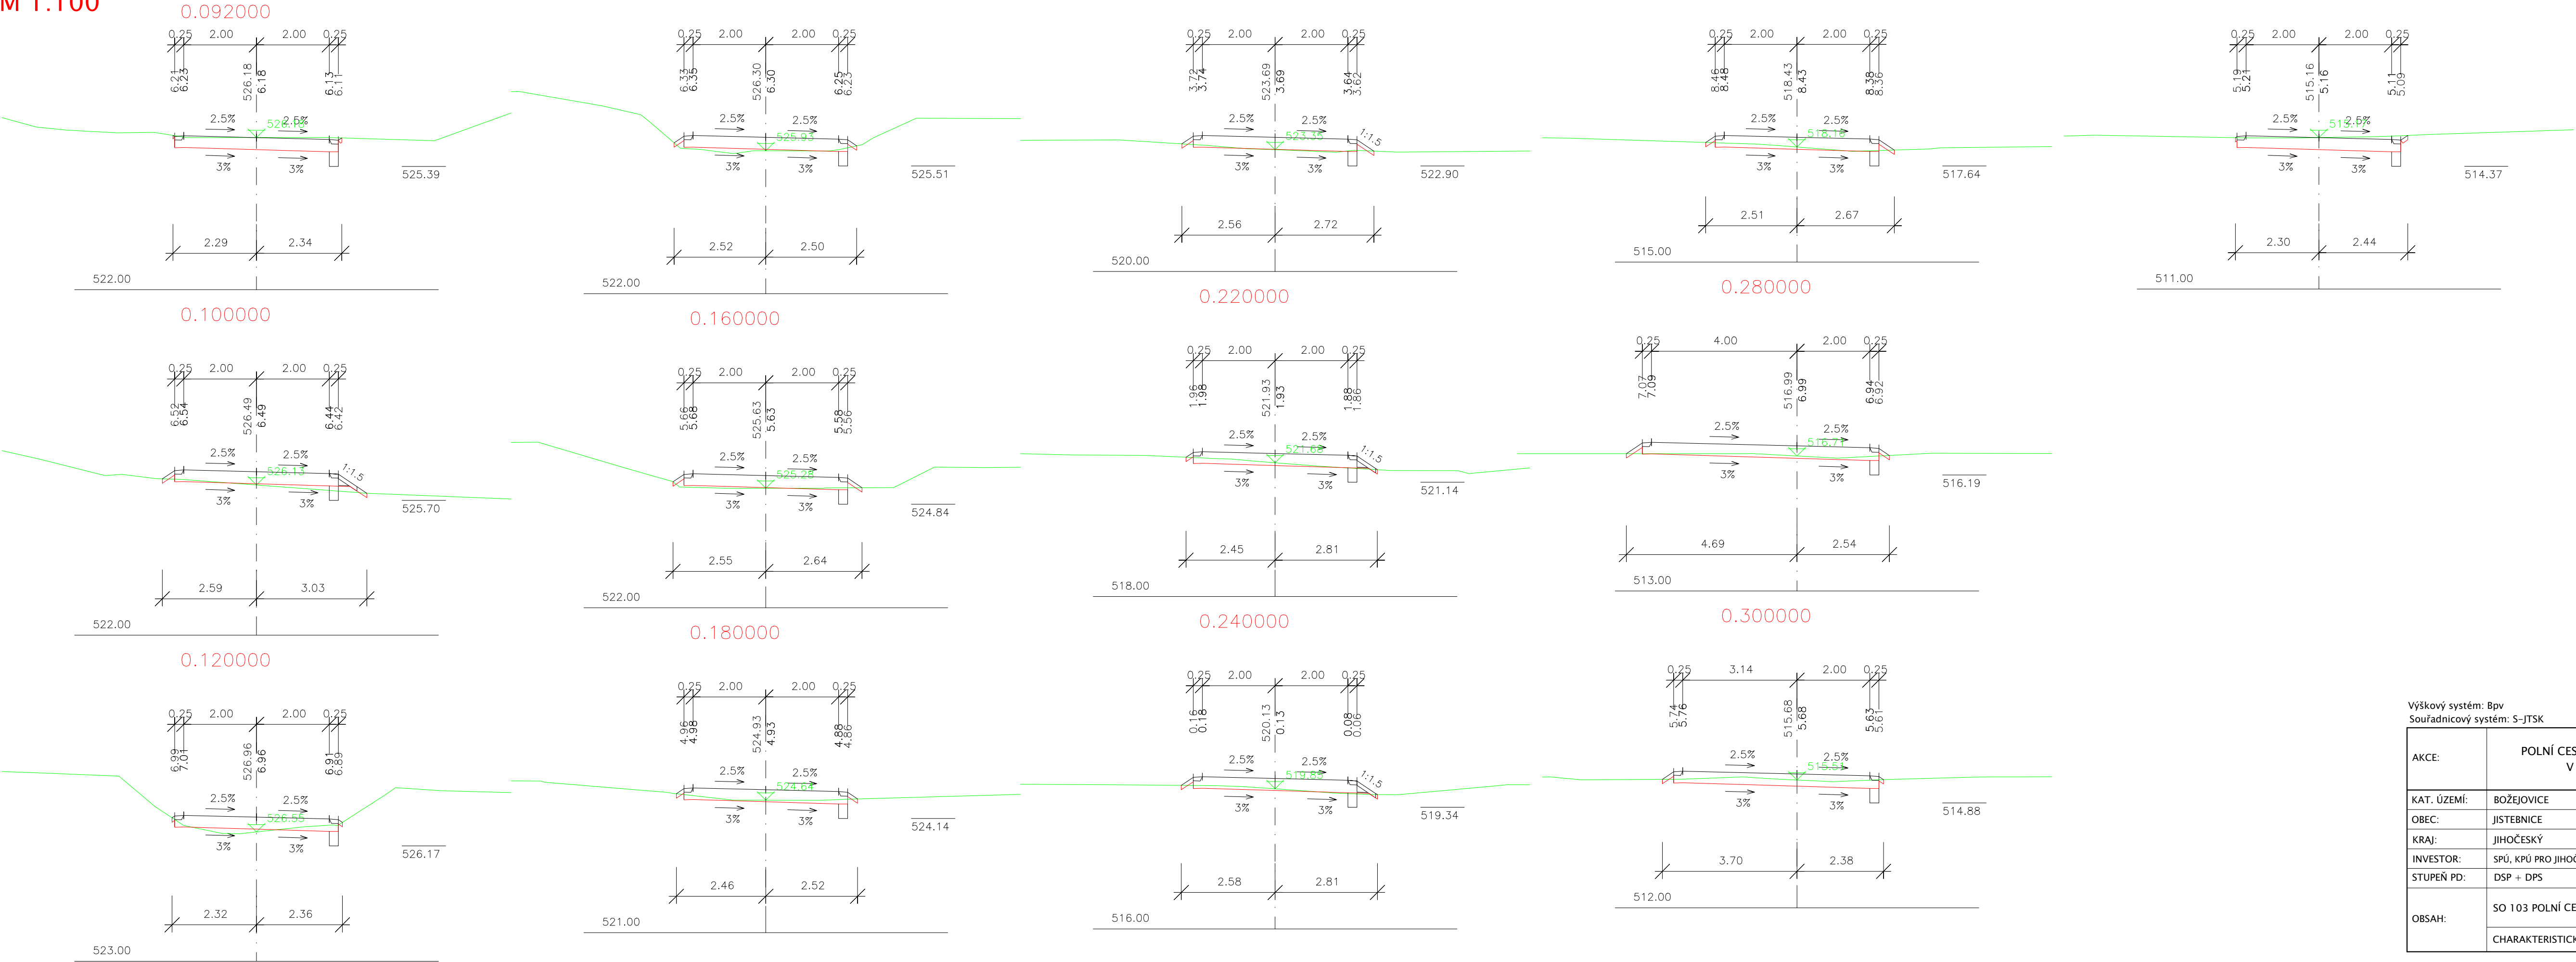 M 1:100
0.092000
0.25 2.00 2.00 0.25
6.21 6.23 526.18 6.18 6.13 6.11
2.5% 2.5%
3% 3%
525.39
2.29 2.34
522.00
0.100000
0.25 2.00 2.00 0.25
6.52 6.54 526.49 6.49 6.44 6.42
2.5% 2.5% 1:1.5
526.13
3% 3%
525.70
2.59 3.03
522.00
0.120000
0.25 2.00 2.00 0.25
6.99 7.01 526.96 6.96 6.91 6.89
2.5% 2.5%
526.55
3% 3%
526.17
2.32 2.36
523.00
0.25 2.00 2.00 0.25
6.33 6.35 526.30 6.30 6.25 6.23
2.5% 2.5%
525.93
3% 3%
525.51
2.52 2.50
522.00
0.160000
0.25 2.00 2.00 0.25
5.66 5.68 525.63 5.63 5.58 5.56
2.5% 2.5%
525.28
3% 3%
524.84
2.55 2.64
522.00
0.180000
0.25 2.00 2.00 0.25
4.96 4.98 524.93 4.93 4.88 4.86
2.5% 2.5%
524.64
3% 3%
524.14
2.46 2.52
521.00
0.25 2.00 2.00 0.25
3.72 3.74 523.69 3.69 3.64 3.62
2.5% 2.5% 1:1.5
523.35
3% 3%
522.90
2.56 2.72
520.00
0.220000
0.25 2.00 2.00 0.25
1.96 1.98 521.93 1.93 1.88 1.86
2.5% 2.5% 1:1.5
3% 3%
521.14
2.45 2.81
518.00
0.240000
0.25 2.00 2.00 0.25
0.16 0.18 520.13 0.13 0.08 0.06
2.5% 2.5% 1:1.5
3% 3%
519.34
2.58 2.81
516.00
0.25 2.00 2.00 0.25
8.46 8.48 518.43 8.43 8.38 8.36
2.5% 2.5%
3% 3%
517.64
2.51 2.67
515.00
0.280000
0.25 4.00 2.00 0.25
7.07 7.09 516.99 6.99 6.94 6.92
2.5% 2.5%
516.71
3% 3%
516.19
4.69 2.54
513.00
0.300000
0.25 3.14 2.00 0.25
5.74 5.76 515.68 5.68 5.63 5.61
2.5% 2.5%
3% 3%
514.88
3.70 2.38
512.00
0.25 2.00 2.00 0.25
5.19 5.21 515.16 5.16 5.11 5.09
2.5% 2.5%
3% 3%
514.37
2.30 2.44
511.00
Výškový systém: Bpv
Souřadnicový systém: S-JTSK
AKCE: POLNÍ CES
V
KAT. ÚZEMÍ: BOŽEJOVICE
OBEC: JISTEBNICE
KRAJ: JIHOČESKÝ
INVESTOR: SPÚ, KPÚ PRO JIHOČ
STUPEŇ PD: DSP + DPS
OBSAH: SO 103 POLNÍ CE
CHARAKTERISTICK